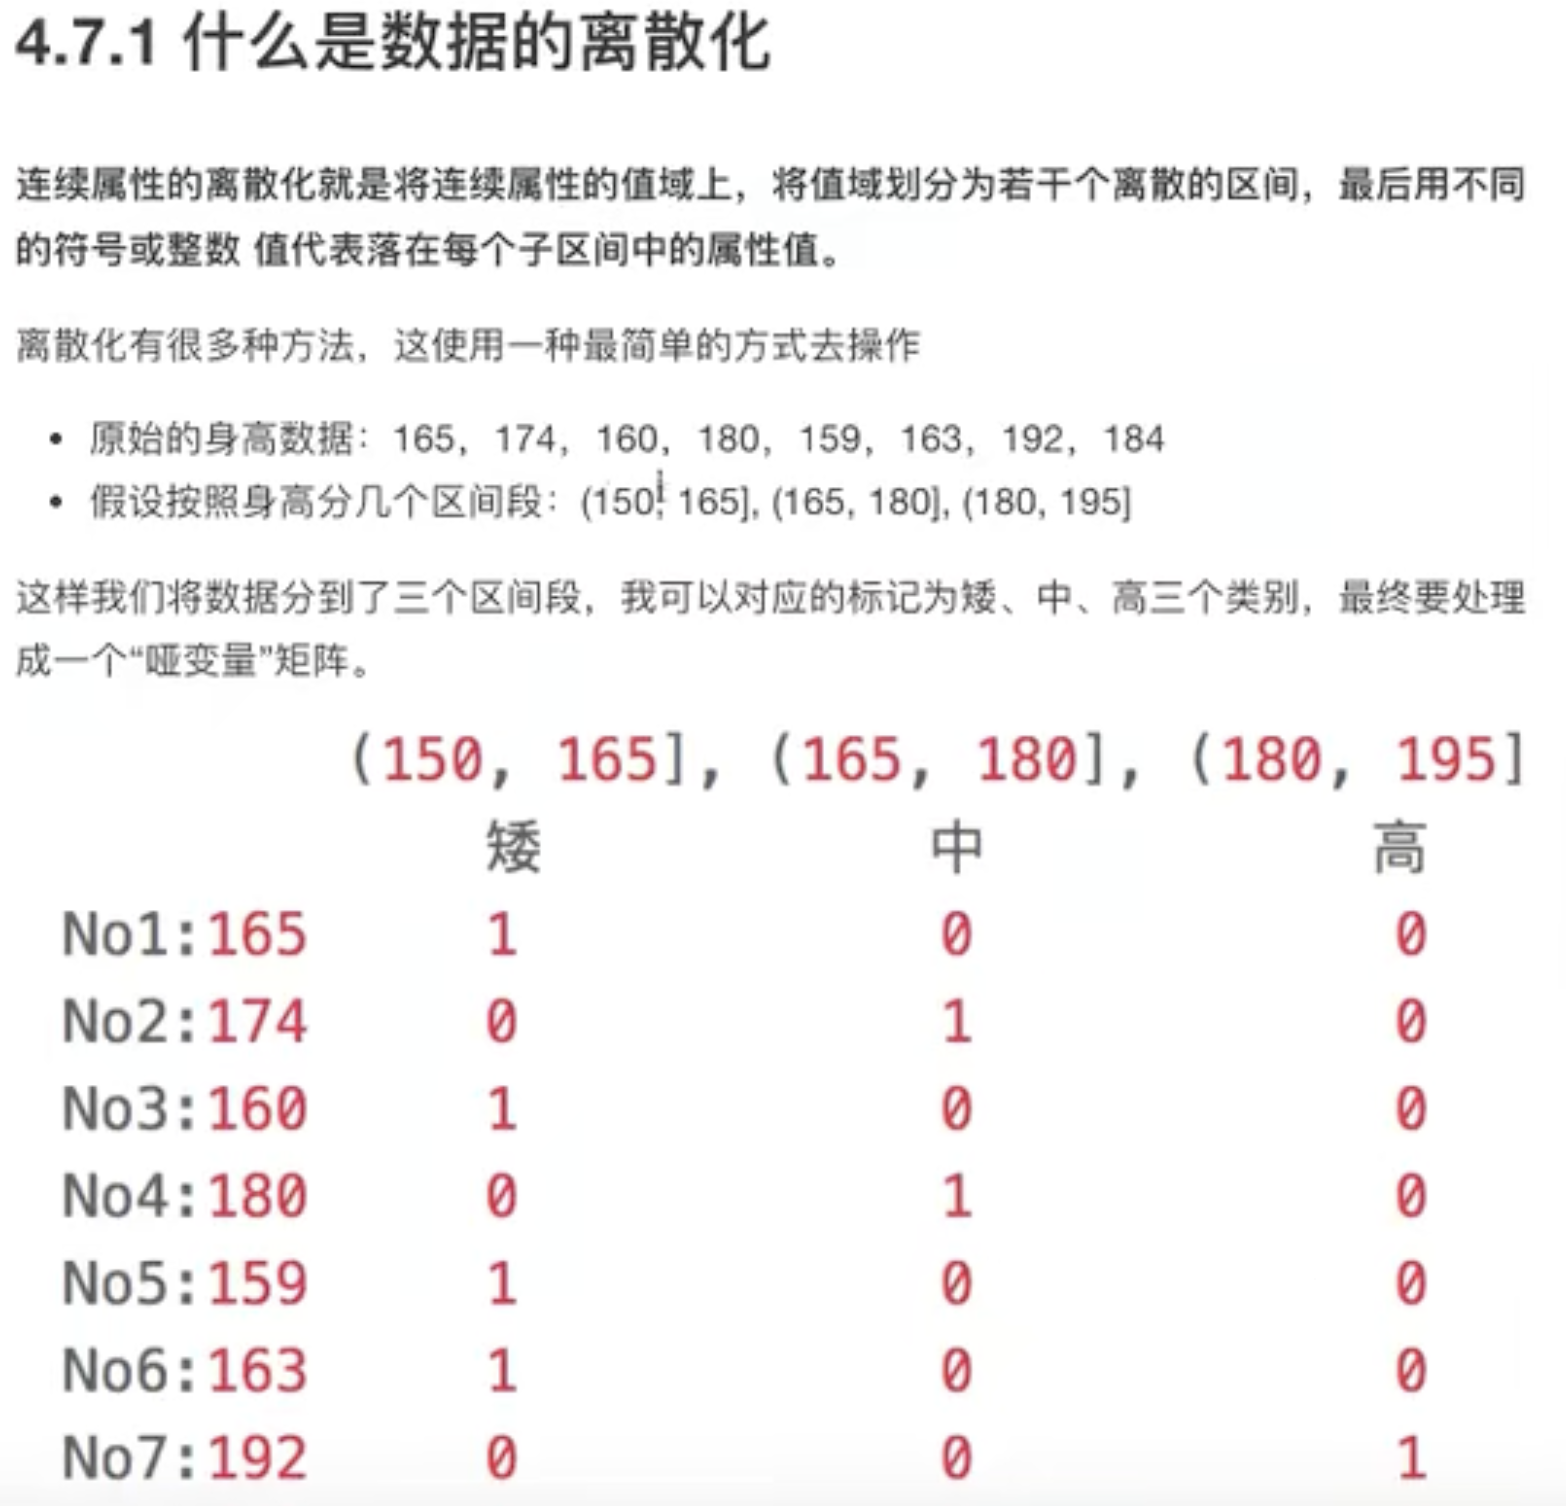 4.7.1 什么是数据的离散化
连续属性的离散化就是将连续属性的值域上，将值域划分为若干个离散的区间，最后用不同
的符号或整数 值代表落在每个子区间中的属性值。
离散化有很多种方法，这使用一种最简单的方式去操作
• 原始的身高数据：165，174，160，180，159，163，192，184
• 假设按照身高分几个区间段：(150, 165], (165, 180], (180, 195]
这样我们将数据分到了三个区间段，我可以对应的标记为矮、中、高三个类别，最终要处理
成一个“哑变量”矩阵。
(150, 165], (165, 180], (180, 195]
矮 中 高
No1:165 1 0 0
No2:174 0 1 0
No3:160 1 0 0
No4:180 0 1 0
No5:159 1 0 0
No6:163 1 0 0
No7:192 0 0 1